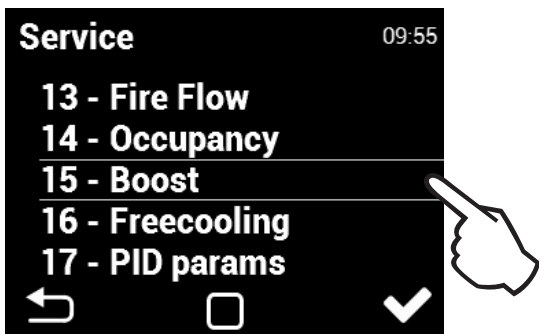 Service 09:55
13 - Fire Flow
14 - Occupancy
15 - Boost
16 - Freecooling
17 - PID params